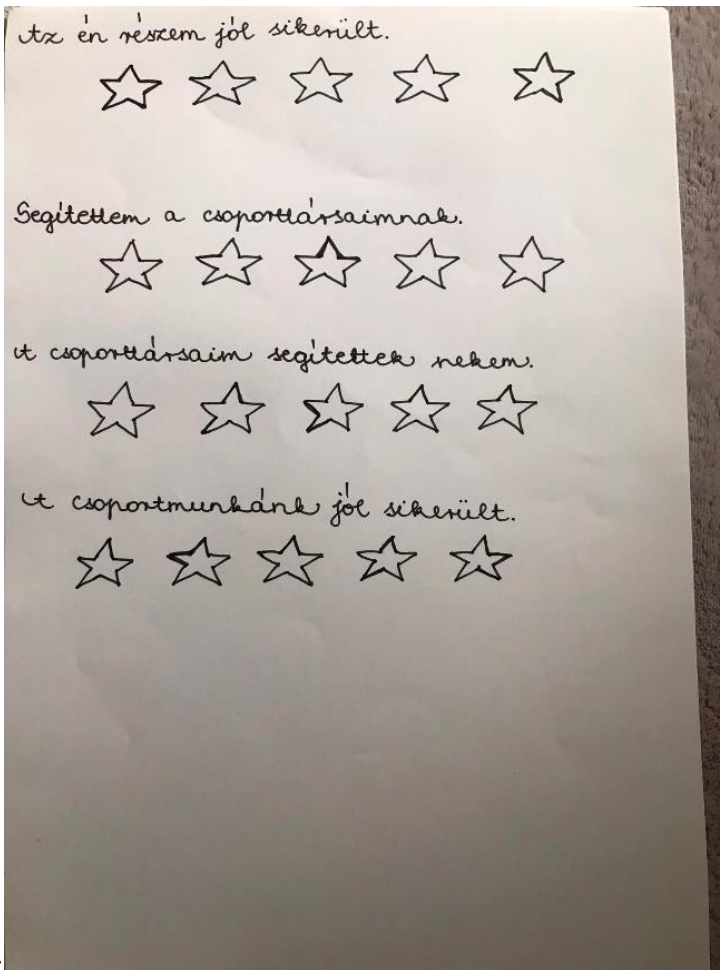 Az én részem jól sikerült.
Segítettem a csoporttársaimnak.
A csoporttársaim segítettek nekem.
A csoportmunkánk jól sikerült.